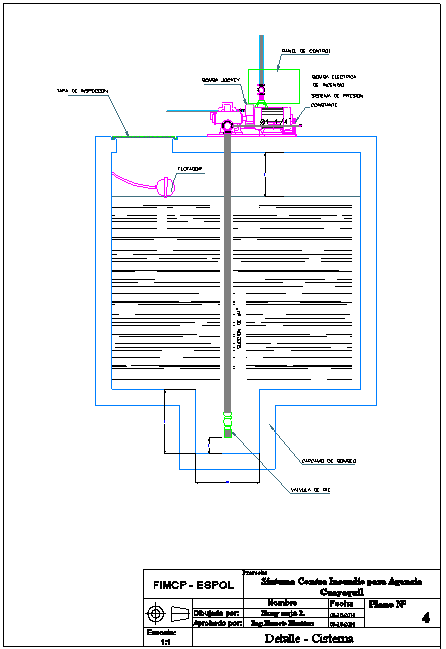 PANEL DE CONTROL
BOMBA JOCKEY
BOMBA ELECTRICA
DE INCENDIO
SISTEMA DE PRESION
CONSTANTE
TAPA DE INSPECCION
FLOTADOR
SUCCION DE
CARCAMO DE BOMBEO
VALVULA DE PIE
FIMCP - ESPOL
Proyecto:
Sistema Contra Incendio para Agencia
Guayaquil
Nombre
Fecha
Plano Nº
Dibujado por:
Aprobado por:
4
Escala:
1:1
Detalle - Cisterna